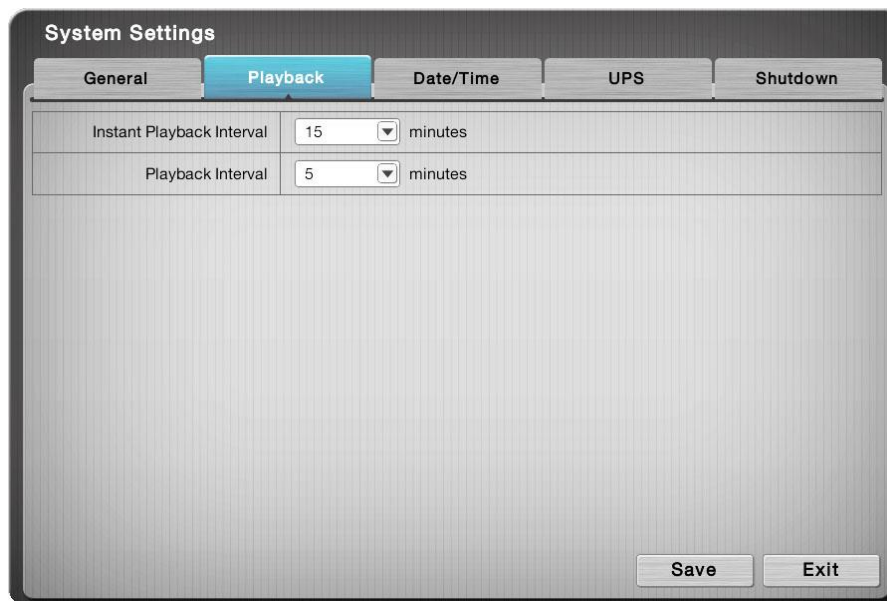 System Settings
General Playback Date/Time UPS Shutdown
Instant Playback Interval 15 minutes
Playback Interval 5 minutes
Save Exit